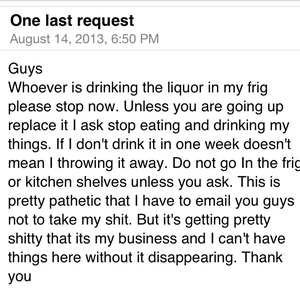 One last request
August 14, 2013, 6:50 PM
Guys
Whoever is drinking the liquor in my frig
please stop now. Unless you are going up
replace it I ask stop eating and drinking my
things. If I don't drink it in one week doesn't
mean I throwing it away. Do not go In the frig
or kitchen shelves unless you ask. This is
pretty pathetic that I have to email you guys
not to take my shit. But it's getting pretty
shitty that its my business and I can't have
things here without it disappearing. Thank
you